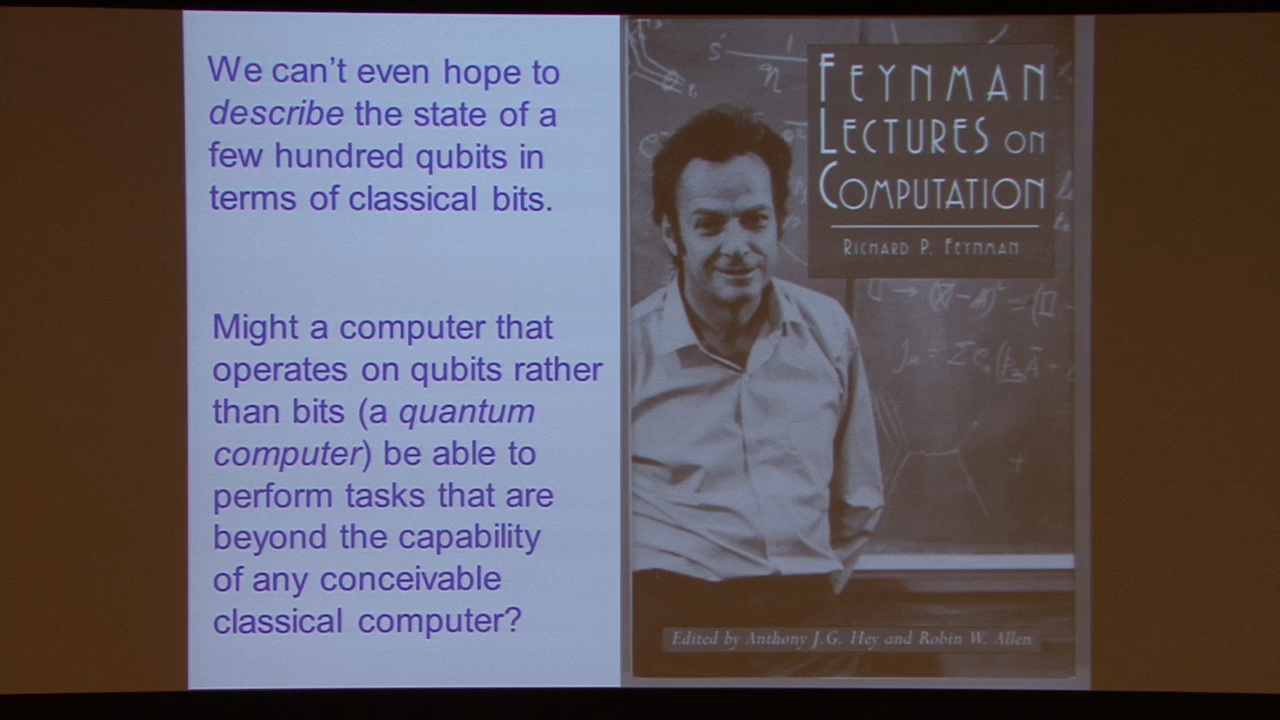 We can't even hope to
describe the state of a
few hundred qubits in
terms of classical bits.
Might a computer that
operates on qubits rather
than bits (a quantum
computer) be able to
perform tasks that are
beyond the capability
of any conceivable
classical computer?
FEYNMAN
LECTURES ON
COMPUTATION
RICHARD P. FEYNMAN
Edited by Anthony J.G. Hey and Robin W. Allen